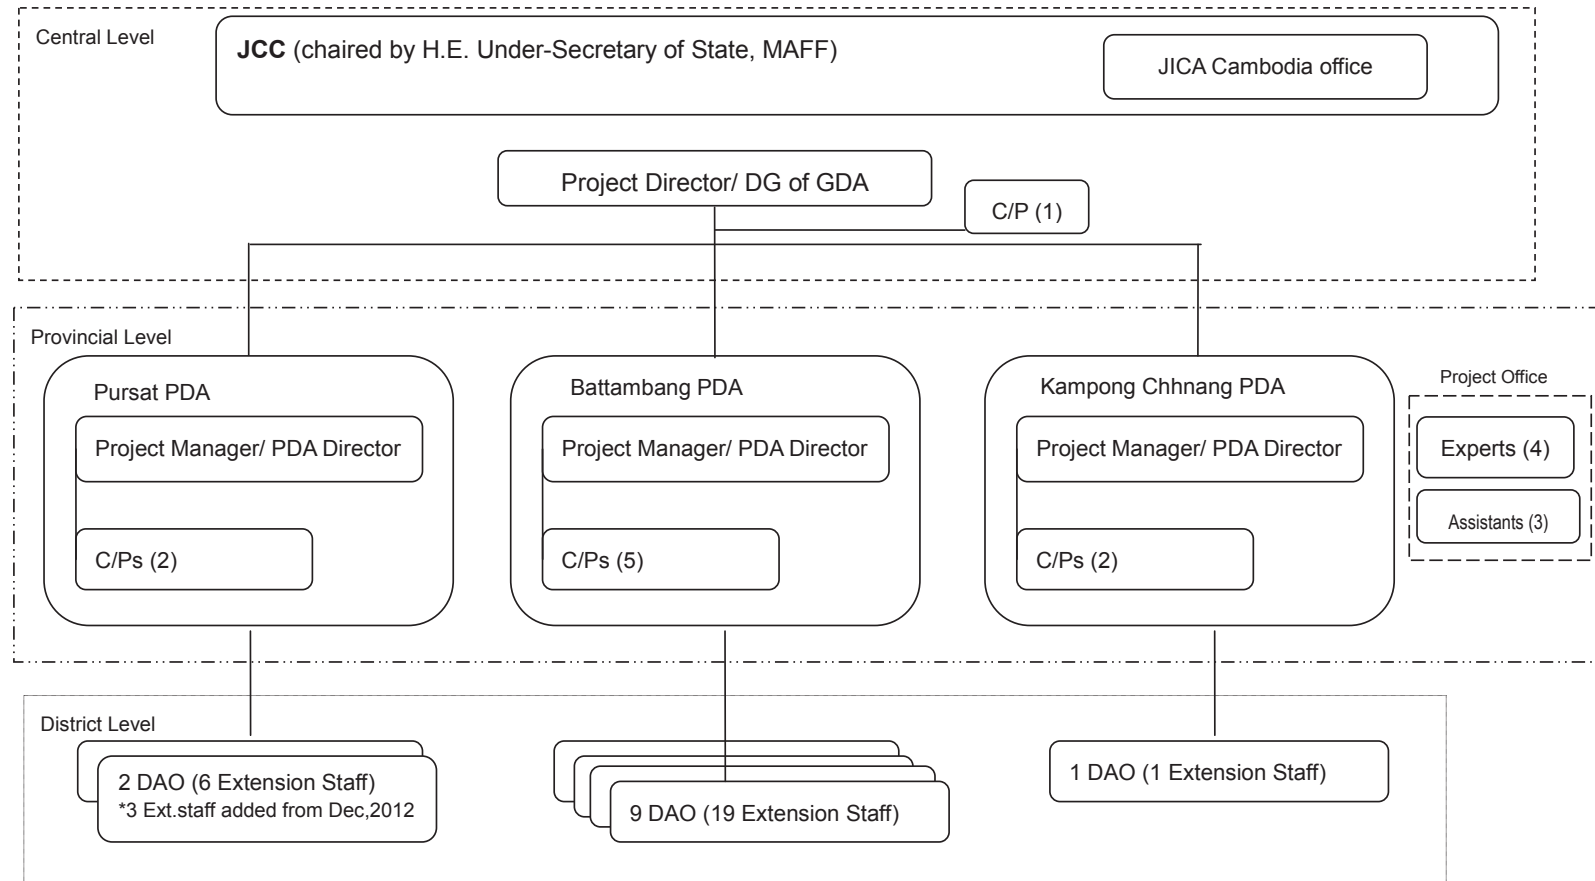 Central Level
JCC (chaired by H.E. Under-Secretary of State, MAFF)
JICA Cambodia office
Project Director/ DG of GDA
C/P (1)
Provincial Level
Pursat PDA
Project Manager/ PDA Director
C/Ps (2)
Battambang PDA
Project Manager/ PDA Director
C/Ps (5)
Kampong Chhnang PDA
Project Manager/ PDA Director
C/Ps (2)
Project Office
Experts (4)
Assistants (3)
District Level
2 DAO (6 Extension Staff)
*3 Ext.staff added from Dec,2012
9 DAO (19 Extension Staff)
1 DAO (1 Extension Staff)